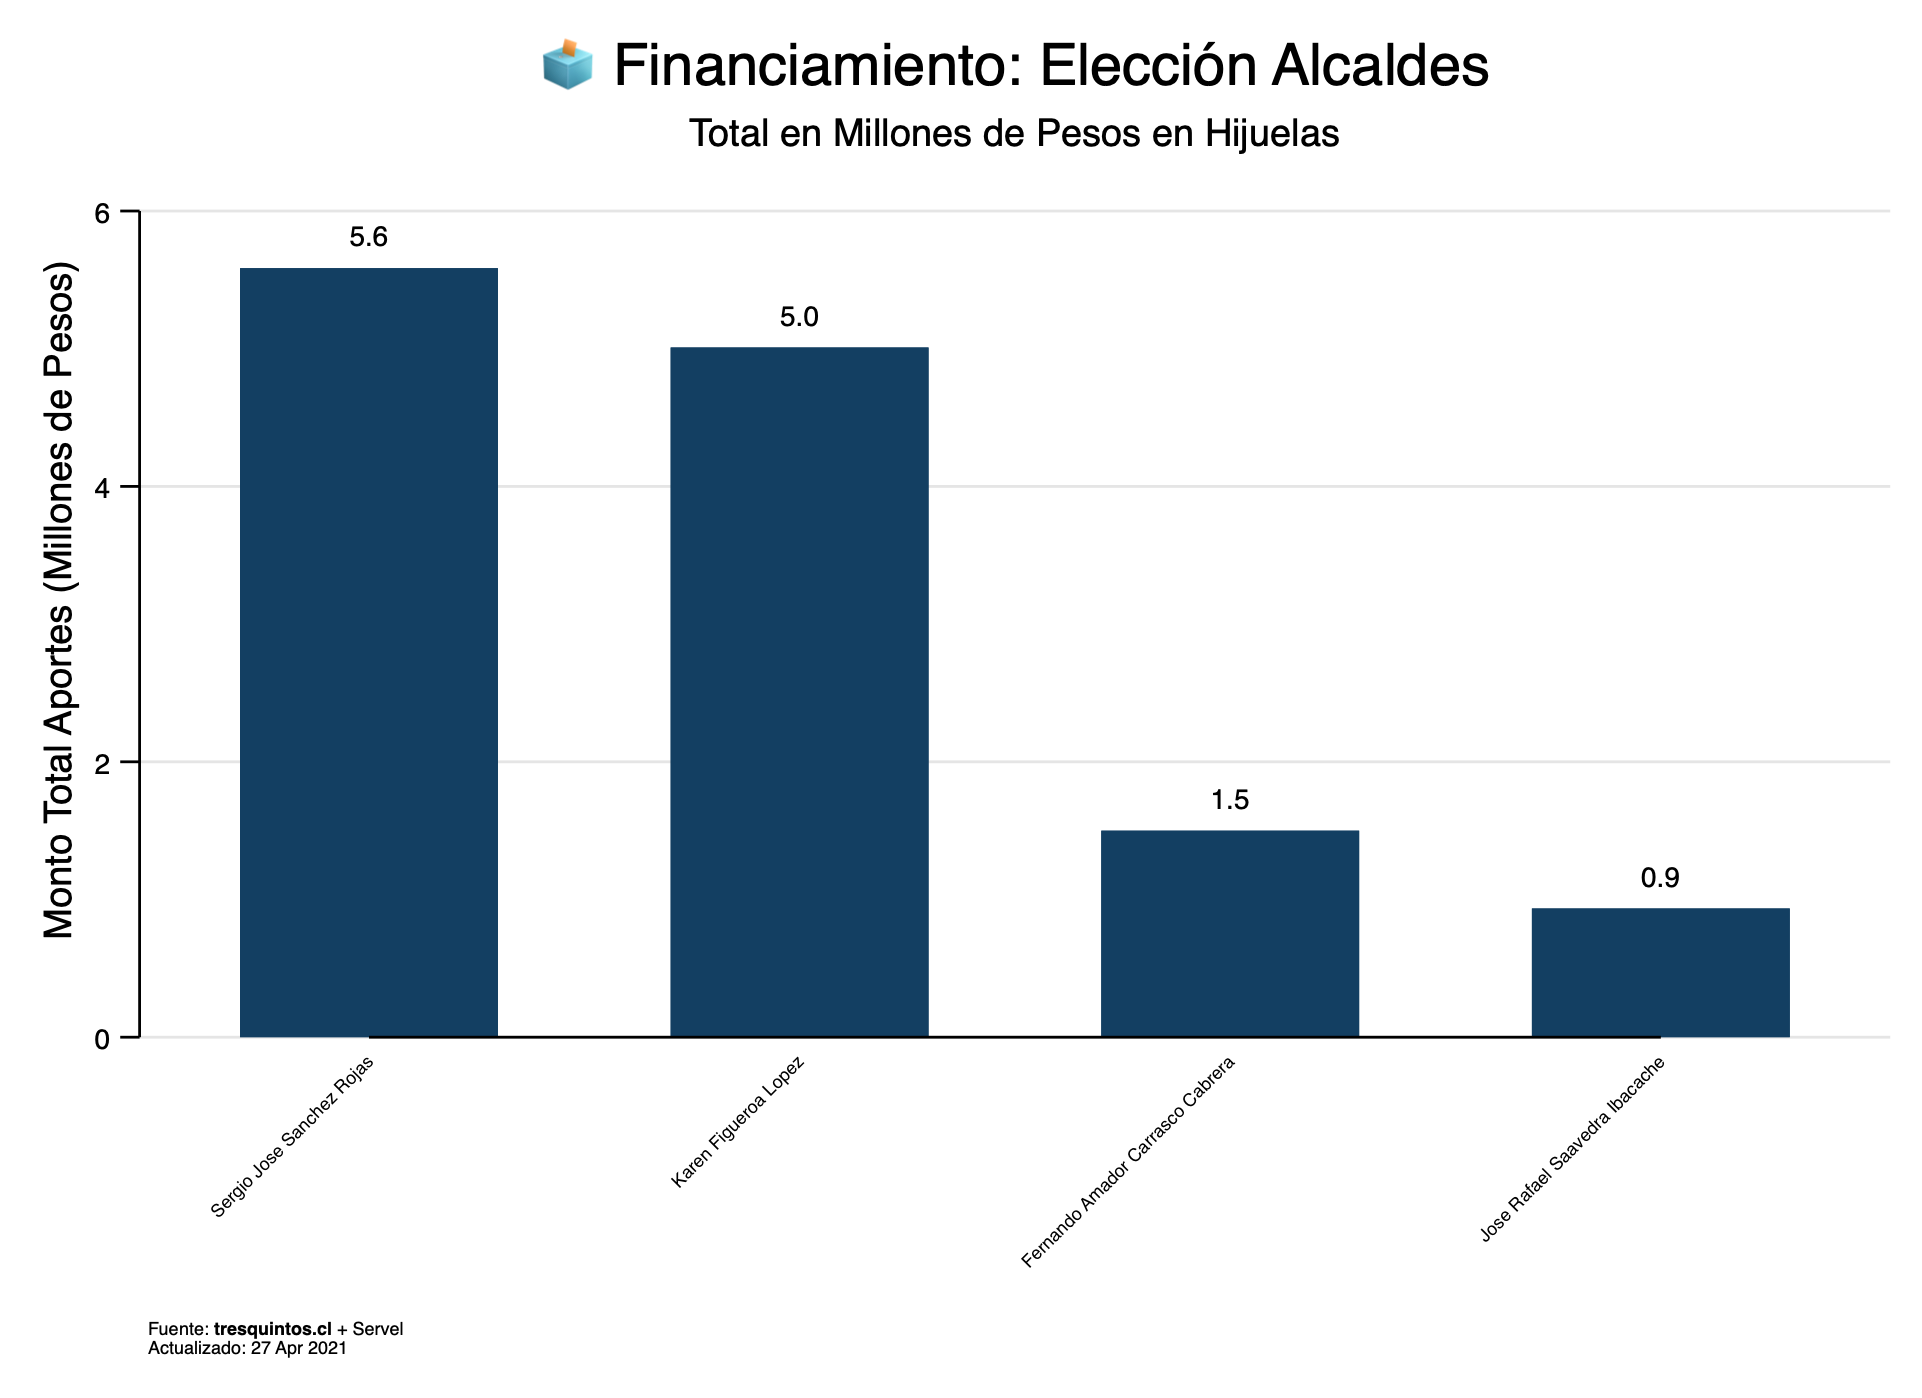 Financiamiento: Elección Alcaldes
Total en Millones de Pesos en Hijuelas
Monto Total Aportes (Millones de Pesos)
6
4
2
0
5.6
5.0
1.5
0.9
Sergio Jose Sanchez Rojas
Karen Figueroa Lopez
Fernando Amador Carrasco Cabrera
Jose Rafael Saavedra Ibacache
Fuente: tresquintos.cl + Servel
Actualizado: 27 Apr 2021